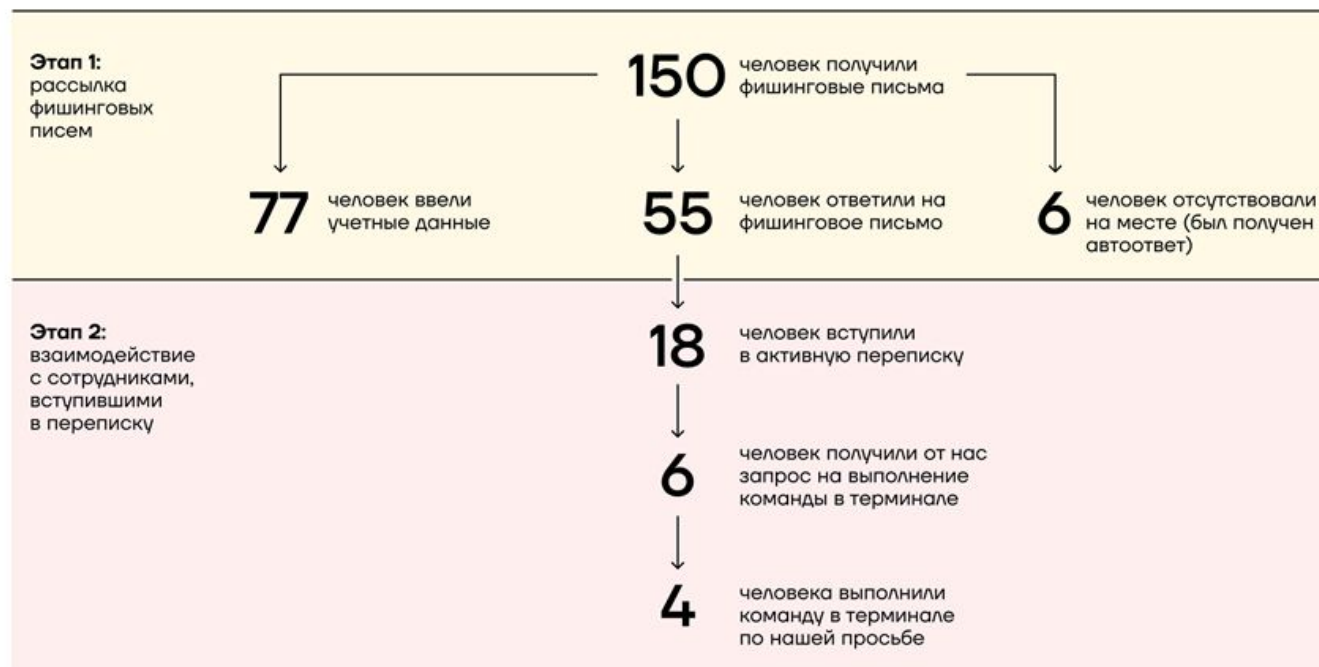 Этап 1:
рассылка
фишинговых
писем
150
человек получили
фишинговые письма
77
человек ввели
учетные данные
55
человек ответили на
фишинговое письмо
6
человек отсутствовали
на месте (был получен
автоответ)
Этап 2:
взаимодействие
с сотрудниками,
вступившими
в переписку
18
человек вступили
в активную переписку
6
человек получили от нас
запрос на выполнение
команды в терминале
4
человека выполнили
команду в терминале
по нашей просьбе